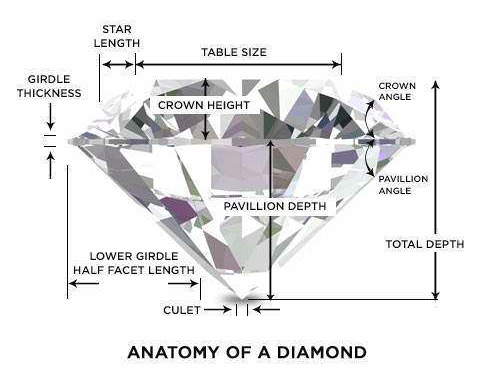 STAR
LENGTH
TABLE SIZE
GIRDLE
THICKNESS
CROWN HEIGHT
CROWN
ANGLE
PAVILLION
ANGLE
PAVILLION DEPTH
TOTAL DEPTH
LOWER GIRDLE
HALF FACET LENGTH
CULET
ANATOMY OF A DIAMOND